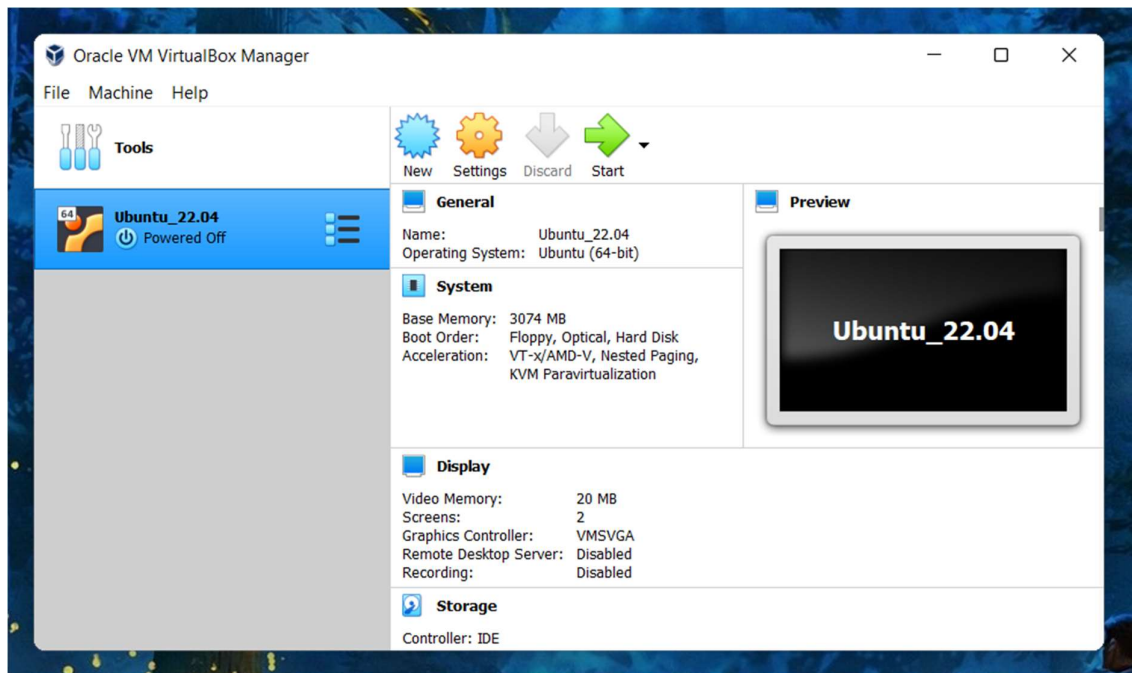 Oracle VM VirtualBox Manager
File Machine Help
Tools
New Settings Discard Start
64
Ubuntu_22.04
Powered Off
General
Name: Ubuntu_22.04
Operating System: Ubuntu (64-bit)
System
Base Memory: 3074 MB
Boot Order: Floppy, Optical, Hard Disk
Acceleration: VT-x/AMD-V, Nested Paging,
KVM Paravirtualization
Preview
Ubuntu_22.04
Display
Video Memory: 20 MB
Screens: 2
Graphics Controller: VMSVGA
Remote Desktop Server: Disabled
Recording: Disabled
Storage
Controller: IDE